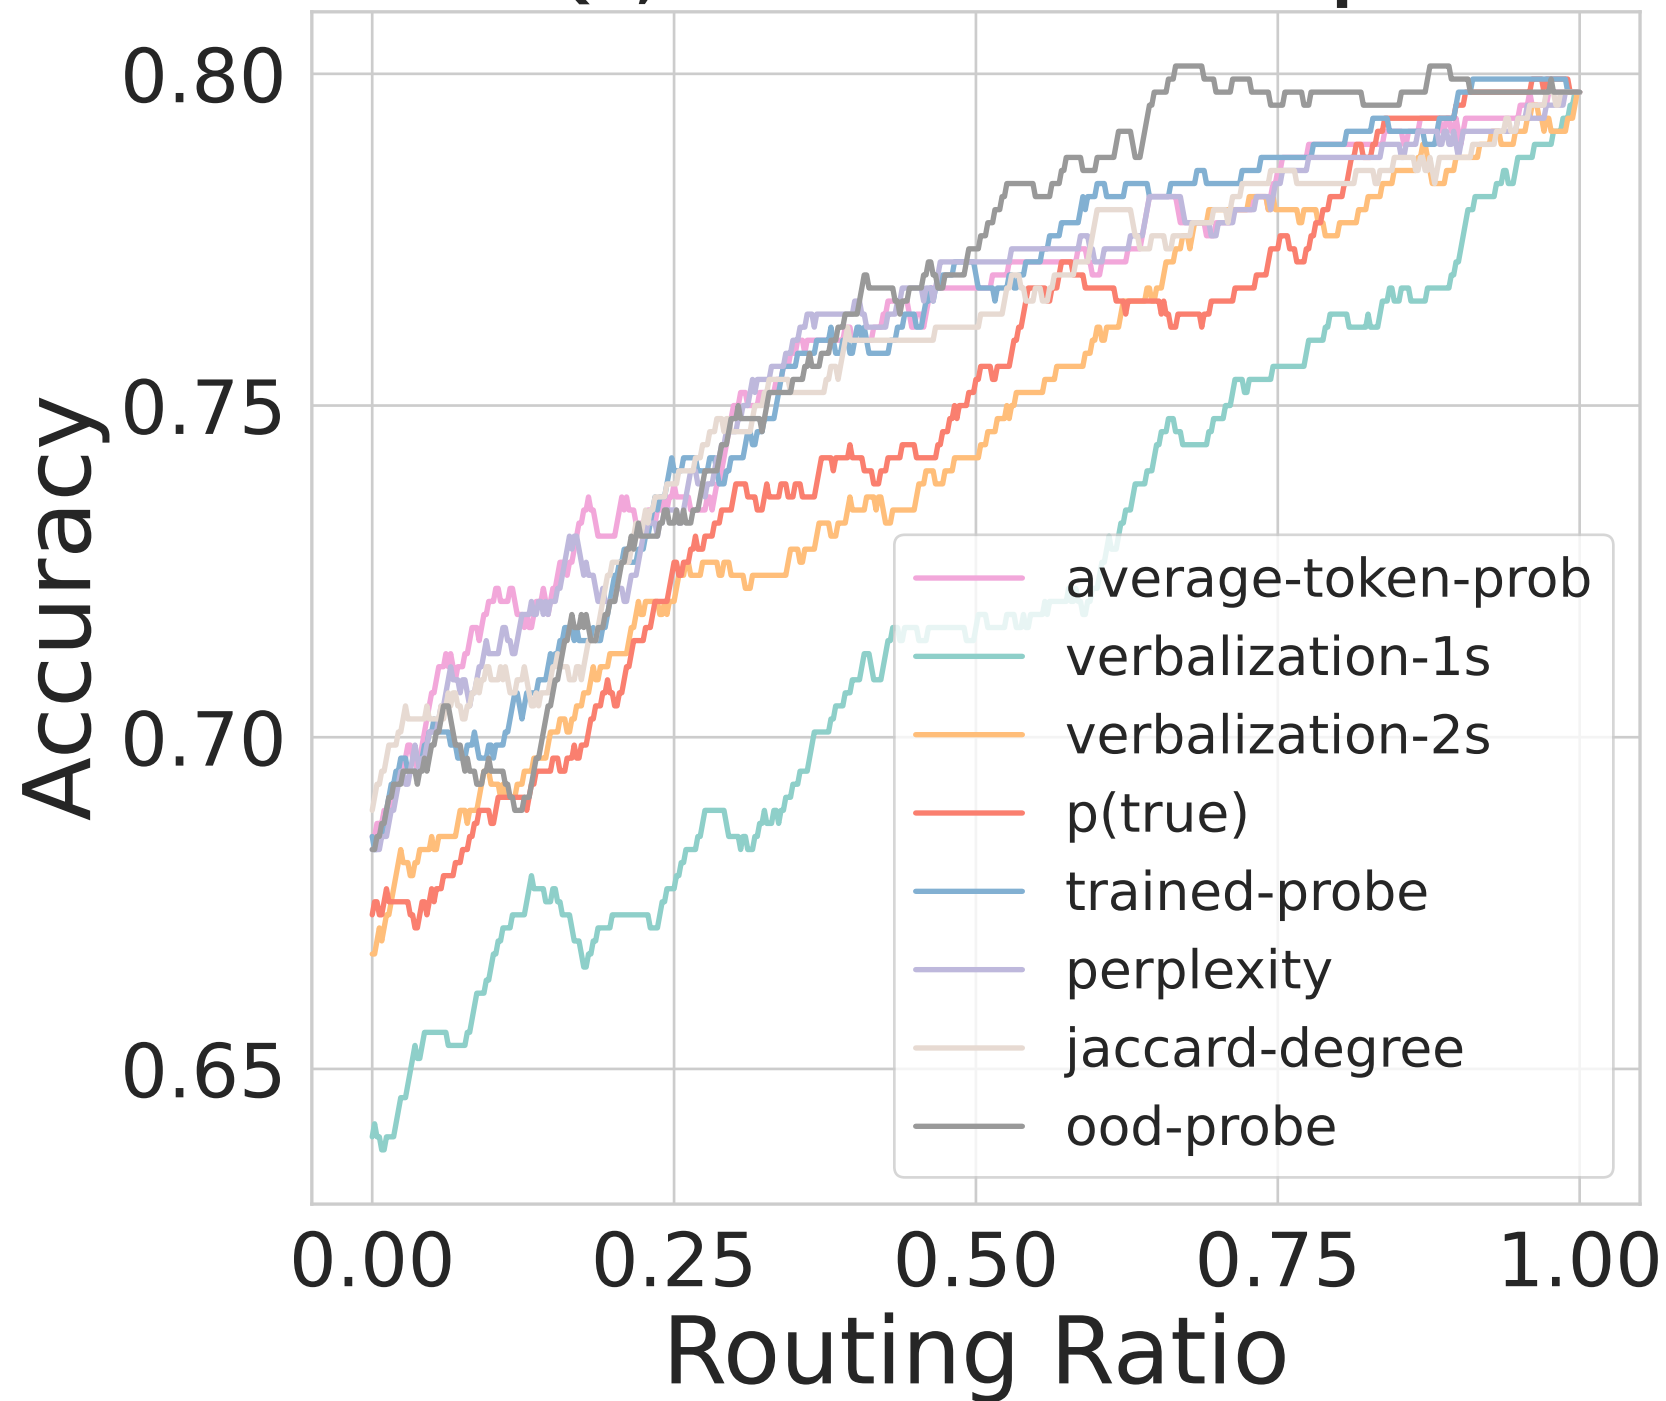 0.80
0.75
0.70
0.65
Accuracy
average-token-prob
verbalization-1s
verbalization-2s
p(true)
trained-probe
perplexity
jaccard-degree
ood-probe
0.00 0.25 0.50 0.75 1.00
Routing Ratio